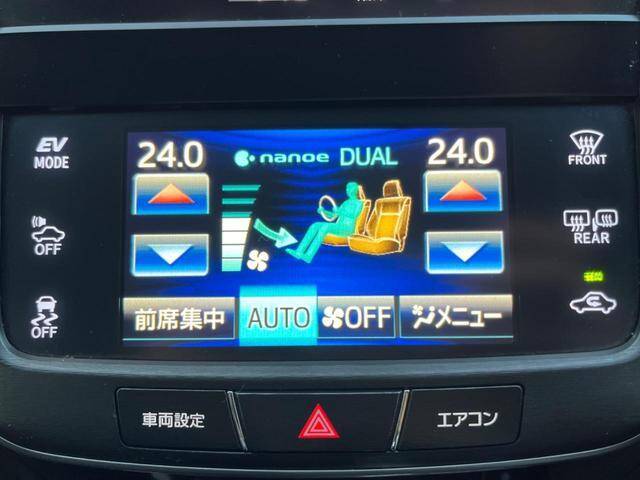 EV
MODE
OFF
OFF
24.0
nanoe DUAL
24.0
前席集中
AUTO
OFF
メニュー
FRONT
REAR
車両設定
エアコン